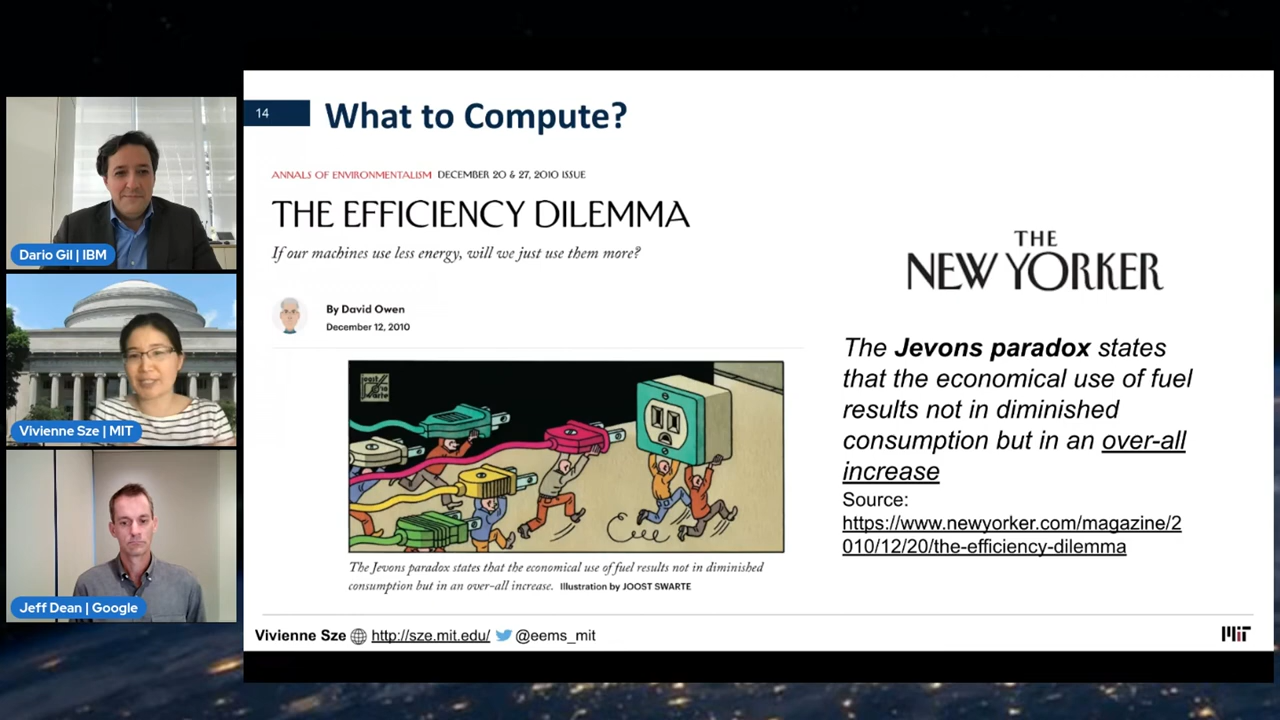 Dario Gil | IBM
Vivienne Sze | MIT
Jeff Dean | Google
14
What to Compute?
ANNALS OF ENVIRONMENTALISM DECEMBER 20 & 27, 2010 ISSUE
THE EFFICIENCY DILEMMA
If our machines use less energy, will we just use them more?
By David Owen
December 12, 2010
joost
swarte
The Jevons paradox states that the economical use of fuel results not in diminished
consumption but in an over-all increase. Illustration by JOOST SWARTE
THE
NEW YORKER
The Jevons paradox states
that the economical use of fuel
results not in diminished
consumption but in an over-all
increase
Source:
https://www.newyorker.com/magazine/2
010/12/20/the-efficiency-dilemma
Vivienne Sze http://sze.mit.edu/ @eems_mit
MIT